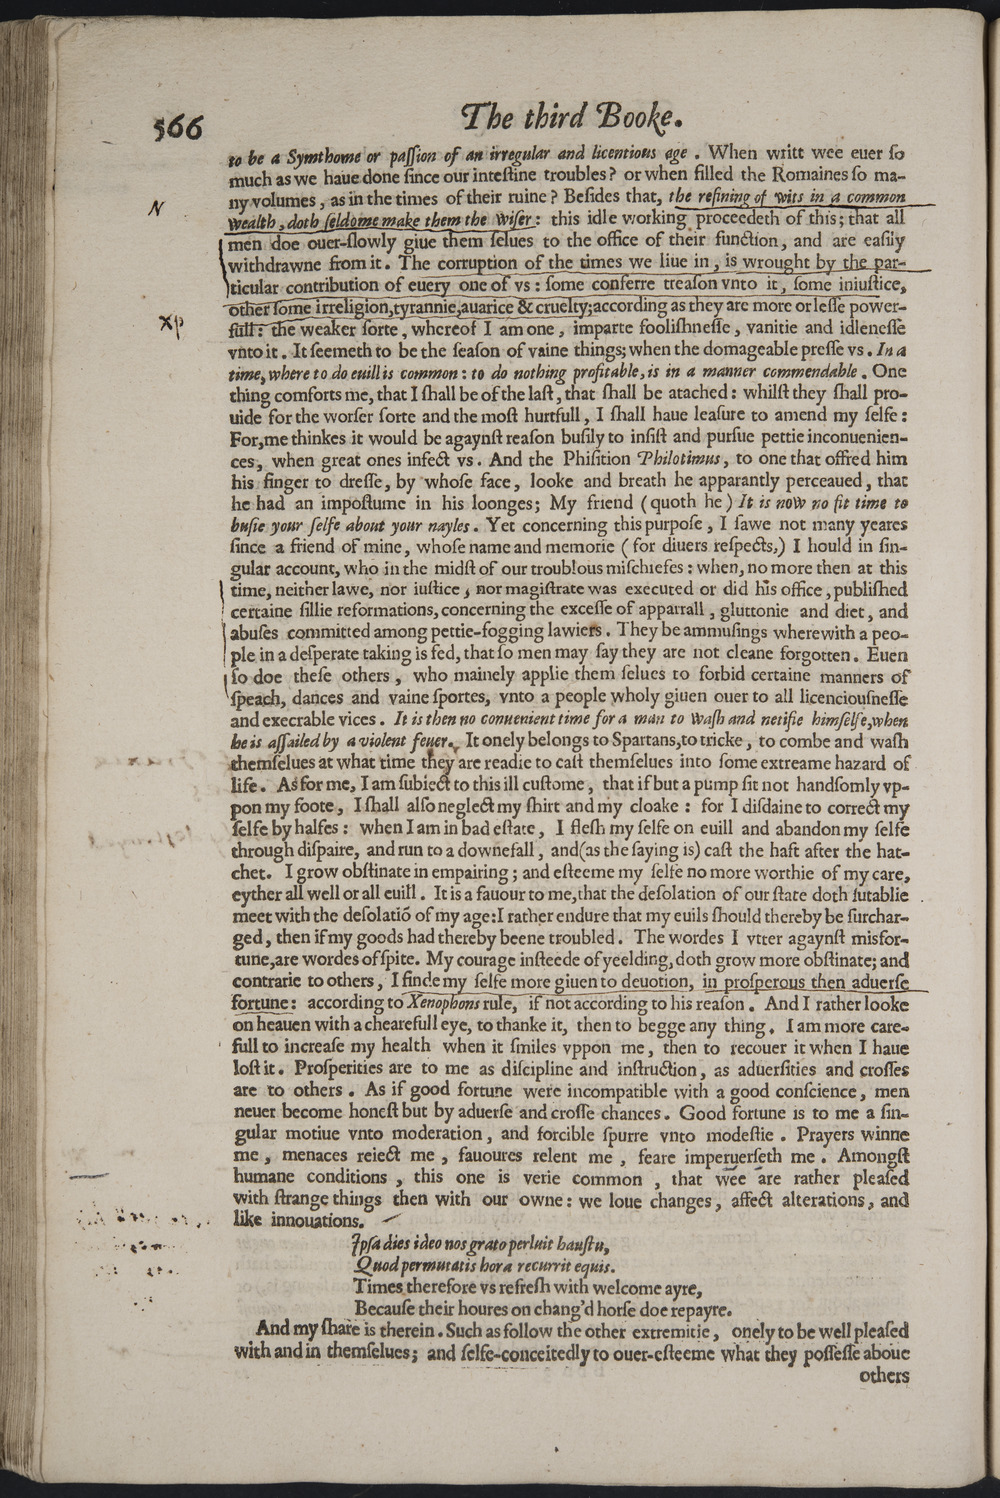 566
The third Booke.
to be a Symthome or paſſion of an irregular and licentious age . When writt wee euer ſo
much as we haue done ſince our inteſtine troubles? or when filled the Romaines ſo ma-
ny volumes, as in the times of their ruine? Beſides that, the refining of wits in a common
N
wealth, doth ſeldome make them the wiſer: this idle working proceedeth of this; that all
men doe ouer-ſlowly giue them ſelues to the office of their function, and are eaſily
withdrawne from it. The corruption of the times we liue in, is wrought by the par-
ticular contribution of euery one of vs: ſome conferre treaſon vnto it, ſome iniuſtice,
other ſome irreligion, tyrannie, auarice & cruelty; according as they are more or leſſe power-
full: the weaker ſorte, whereof I am one, imparte fooliſhneſſe, vanitie and idleneſſe
vnto it. It ſeemeth to be the ſeaſon of vaine things; when the domageable preſſe vs. In a
time, where to do euill is common: to do nothing profitable, is in a manner commendable. One
thing comforts me, that I ſhall be of the laſt, that ſhall be atached: whilſt they ſhall pro-
uide for the worſer ſorte and the moſt hurtfull, I ſhall haue leaſure to amend my ſelfe:
For, me thinkes it would be agaynſt reaſon buſily to inſiſt and purſue pettie inconuenien-
ces, when great ones infect vs. And the Phiſition Philotimus, to one that offred him
his finger to dreſſe, by whoſe face, looke and breath he apparantly perceaued, that
he had an impoſtume in his loonges; My friend (quoth he) It is now no fit time to
buſie your ſelfe about your nayles. Yet concerning this purpoſe, I ſawe not many yeares
ſince a friend of mine, whoſe name and memorie (for diuers reſpects,) I hould in ſin-
gular account, who in the midſt of our troublous miſchiefes: when, no more then at this
time, neither lawe, nor iuſtice, nor magiſtrate was executed or did his office, publiſhed
certaine ſillie reformations, concerning the exceſſe of apparrall, gluttonie and diet, and
abuſes committed among pettie-fogging lawiers. They be ammuſings wherewith a peo-
ple in a deſperate taking is fed, that ſo men may ſay they are not cleane forgotten. Euen
ſo doe theſe others, who mainely applie them ſelues to forbid certaine manners of
ſpeach, dances and vaine ſportes, vnto a people wholy giuen ouer to all licenciouſneſſe
and execrable vices. It is then no conuenient time for a man to waſh and netifie himſelfe, when
he is aſſailed by a violent feuer. It onely belongs to Spartans, to tricke, to combe and waſh
themſelues at what time they are readie to caſt themſelues into ſome extreame hazard of
life. As for me, I am ſubiect to this ill cuſtome, that if but a pump ſit not handſomly vp-
pon my foote, I ſhall alſo neglect my ſhirt and my cloake: for I diſdaine to correct my
ſelfe by halfes: when I am in bad eſtate, I fleſh my ſelfe on euill and abandon my ſelfe
through diſpaire, and run to a downefall, and (as the ſaying is) caſt the haft after the hat-
chet. I grow obſtinate in empairing; and eſteeme my ſelfe no more worthie of my care,
eyther all well or all euill. It is a fauour to me, that the deſolation of our ſtate doth ſutablie
meet with the deſolatiō of my age: I rather endure that my euils ſhould thereby be ſurchar-
ged, then if my goods had thereby beene troubled. The wordes I vtter agaynſt misfor-
tune, are wordes of ſpite. My courage inſteede of yeelding, doth grow more obſtinate; and
contrarie to others, I finde my ſelfe more giuen to deuotion, in proſperous then aduerſe
fortune: according to Xenophons rule, if not according to his reaſon. And I rather looke
on heauen with a chearefull eye, to thanke it, then to begge any thing. I am more care-
full to increaſe my health when it ſmiles vppon me, then to recouer it when I haue
loſt it. Proſperities are to me as diſcipline and inſtruction, as aduerſities and croſſes
are to others. As if good fortune were incompatible with a good conſcience, men
neuer become honeſt but by aduerſe and croſſe chances. Good fortune is to me a ſin-
gular motiue vnto moderation, and forcible ſpurre vnto modeſtie. Prayers winne
me, menaces reiect me, fauoures relent me, feare imperuerſeth me. Amongſt
humane conditions, this one is verie common, that wee are rather pleaſed
with ſtrange things then with our owne: we loue changes, affect alterations, and
like innouations.
Ipſa dies ideo nos grato perluit hauſtu,
Quod permutatis hora recurrit equis.
Times therefore vs refreſh with welcome ayre,
Becauſe their houres on chang'd horſe doe repayre.
And my ſhare is therein. Such as follow the other extremitie, onely to be well pleaſed
with and in themſelues; and ſelfe-conceitedly to ouer-eſteeme what they poſſeſſe aboue
others